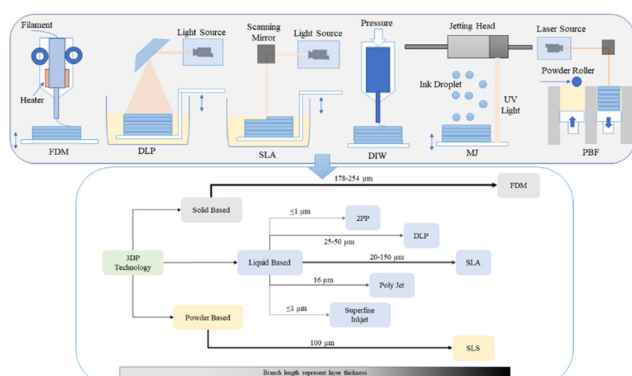 Filament
Heater
FDM
Light Source
DLP
Scanning
Mirror
Light Source
SLA
Pressure
DIW
Jetting Head
Ink Droplet
UV
Light
MJ
Laser Source
Powder Roller
PBF
178-254 μm
Solid Based
FDM
≤1 μm
2PP
25-50 μm
DLP
3DP
Technology
Liquid Based
20-150 μm
SLA
16 μm
Poly Jet
≤1 μm
Superfine
Inkjet
Powder Based
100 μm
SLS
Branch length represent layer thickness